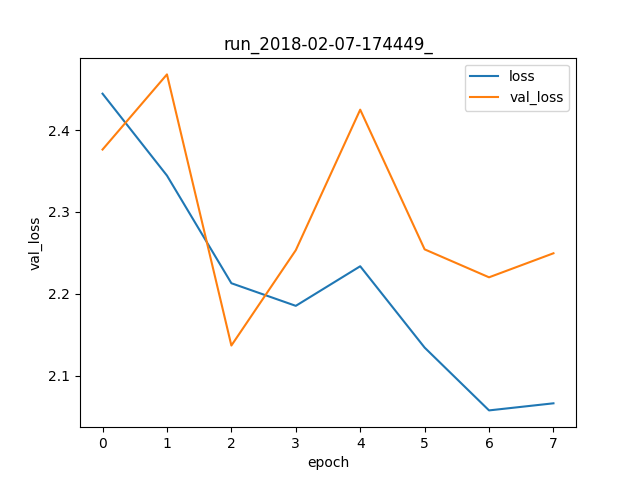 run_2018-02-07-174449_
loss
val_loss
val_loss
2.4
2.3
2.2
2.1
0 1 2 3 4 5 6 7
epoch